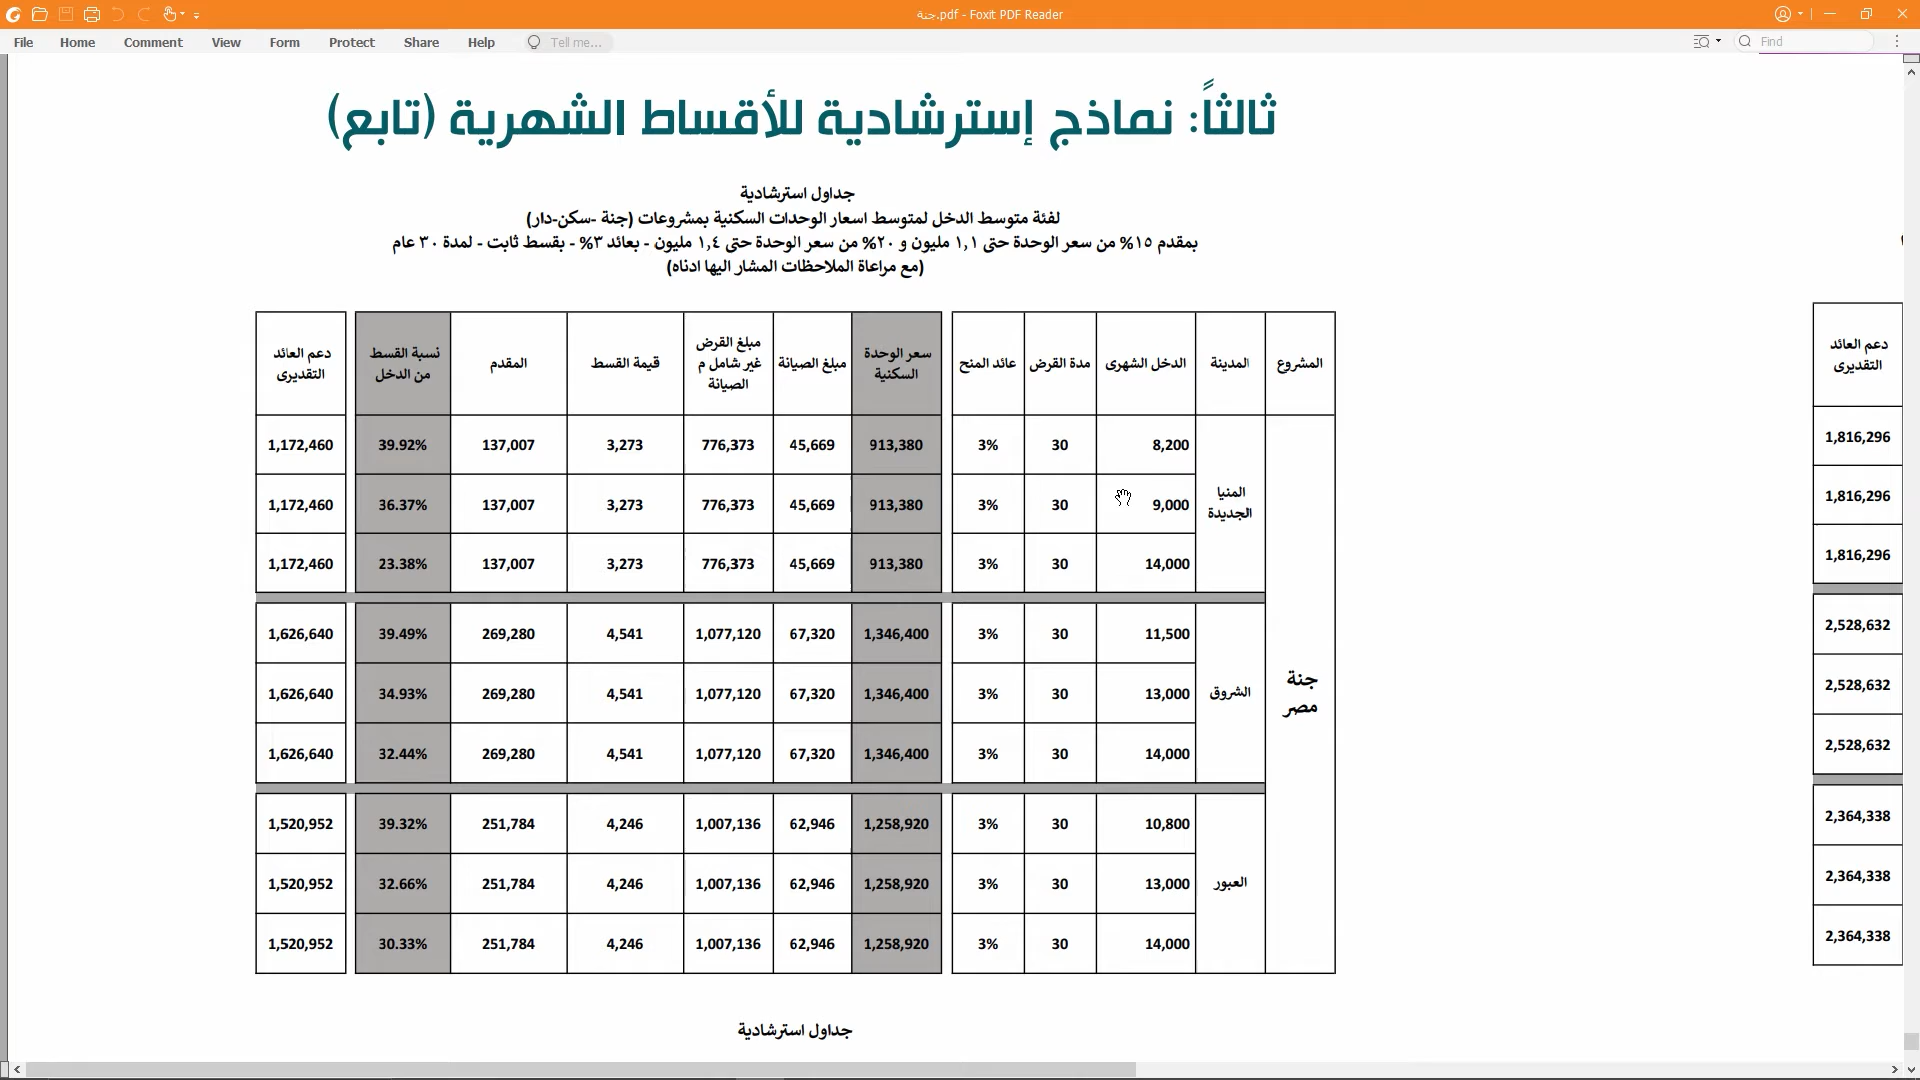 جنة.pdf - Foxit PDF Reader
File Home Comment View Form Protect Share Help Tell me... Find
ثالثاً: نماذج إسترشادية للأقساط الشهرية (تابع)
جداول استرشادية
لفئة متوسط الدخل لمتوسط اسعار الوحدات السكنية بمشروعات (جنة -سكن-دار)
بمقدم ١٥% من سعر الوحدة حتى ١,١ مليون و ٢٠% من سعر الوحدة حتى ١,٤ مليون - بعائد ٣% - بقسط ثابت - لمدة ٣٠ عام
(مع مراعاة الملاحظات المشار اليها ادناه)
المشروع المدينة الدخل الشهرى مدة القرض عائد المنح سعر الوحدة السكنية مبلغ الصيانة مبلغ القرض غير شامل م الصيانة قيمة القسط المقدم نسبة القسط من الدخل دعم العائد التقديرى
جنة مصر
المنيا الجديدة
8,200 30 3% 913,380 45,669 776,373 3,273 137,007 39.92% 1,172,460
9,000 30 3% 913,380 45,669 776,373 3,273 137,007 36.37% 1,172,460
14,000 30 3% 913,380 45,669 776,373 3,273 137,007 23.38% 1,172,460
الشروق
11,500 30 3% 1,346,400 67,320 1,077,120 4,541 269,280 39.49% 1,626,640
13,000 30 3% 1,346,400 67,320 1,077,120 4,541 269,280 34.93% 1,626,640
14,000 30 3% 1,346,400 67,320 1,077,120 4,541 269,280 32.44% 1,626,640
العبور
10,800 30 3% 1,258,920 62,946 1,007,136 4,246 251,784 39.32% 1,520,952
13,000 30 3% 1,258,920 62,946 1,007,136 4,246 251,784 32.66% 1,520,952
14,000 30 3% 1,258,920 62,946 1,007,136 4,246 251,784 30.33% 1,520,952
جداول استرشادية
دعم العائد التقديرى
1,816,296
1,816,296
1,816,296
2,528,632
2,528,632
2,528,632
2,364,338
2,364,338
2,364,338